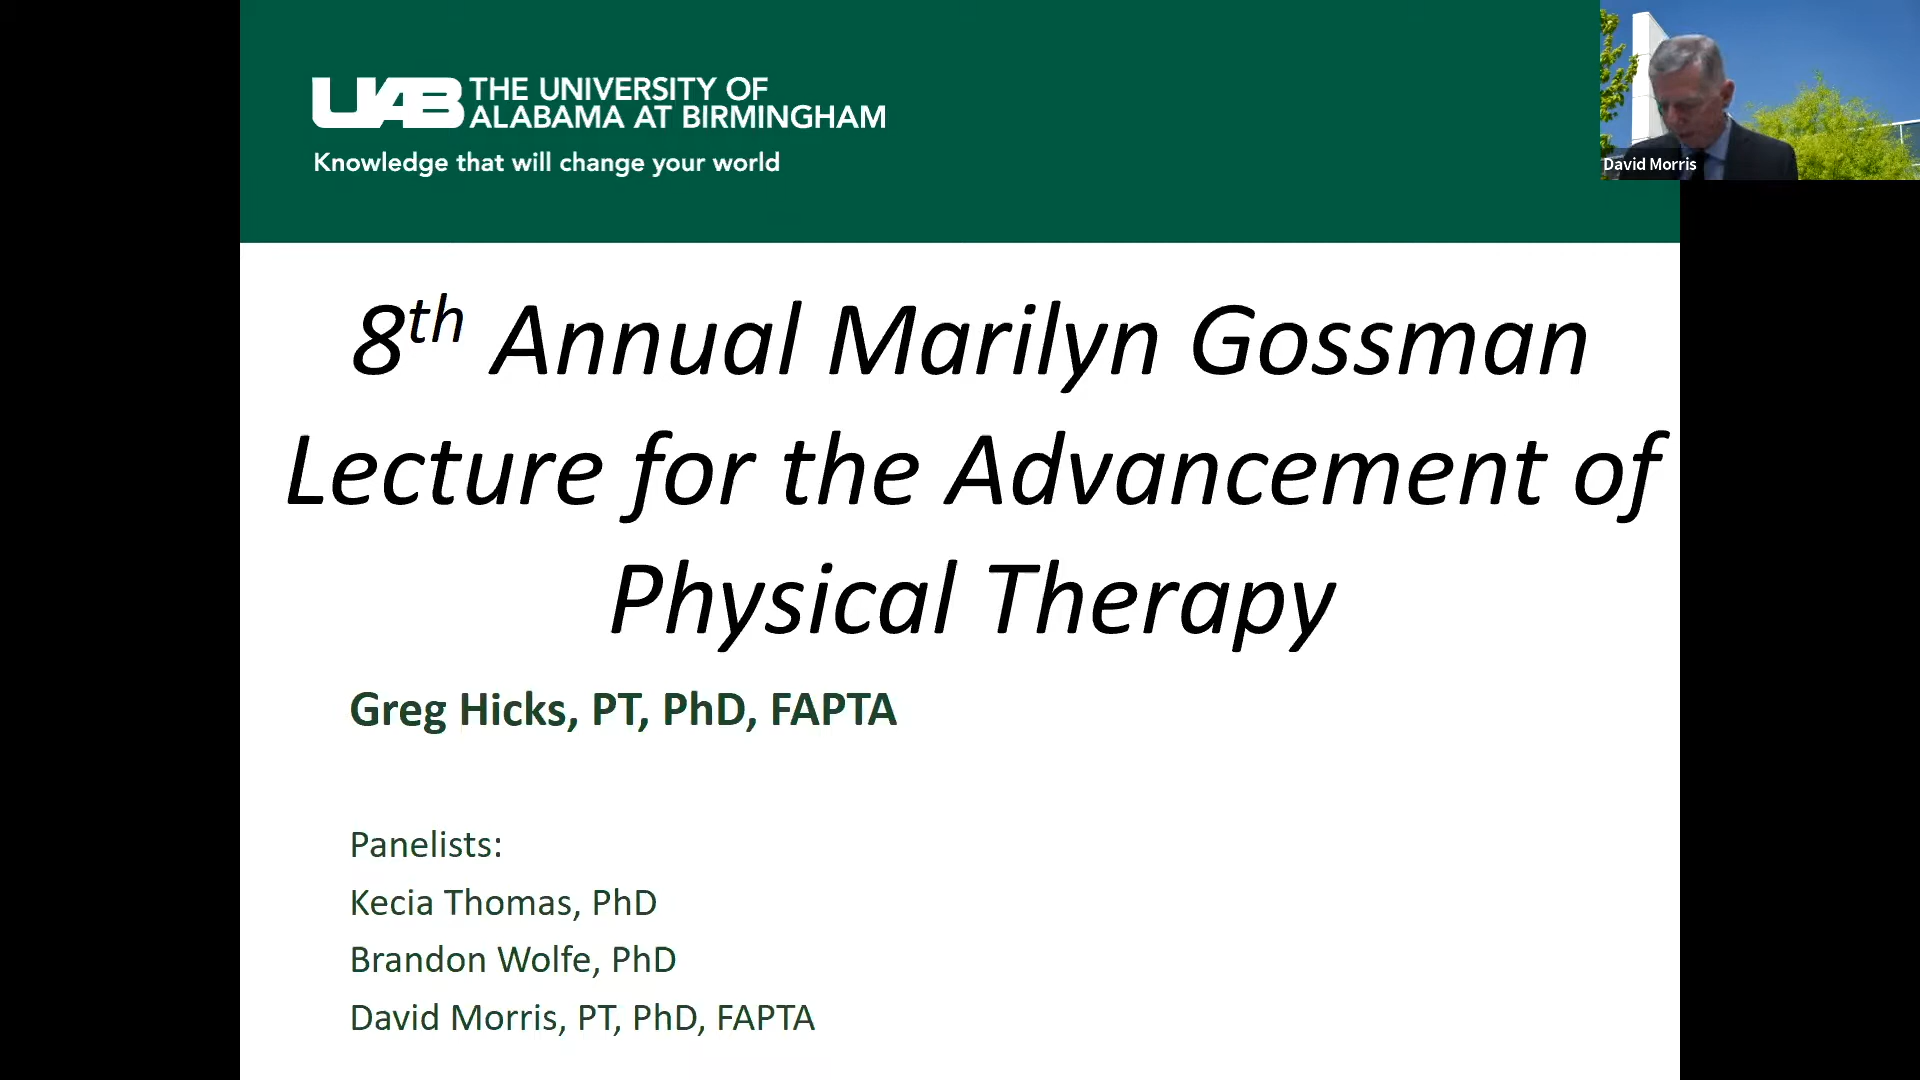 UAB THE UNIVERSITY OF
ALABAMA AT BIRMINGHAM
Knowledge that will change your world
David Morris
8th Annual Marilyn Gossman
Lecture for the Advancement of
Physical Therapy
Greg Hicks, PT, PhD, FAPTA
Panelists:
Kecia Thomas, PhD
Brandon Wolfe, PhD
David Morris, PT, PhD, FAPTA